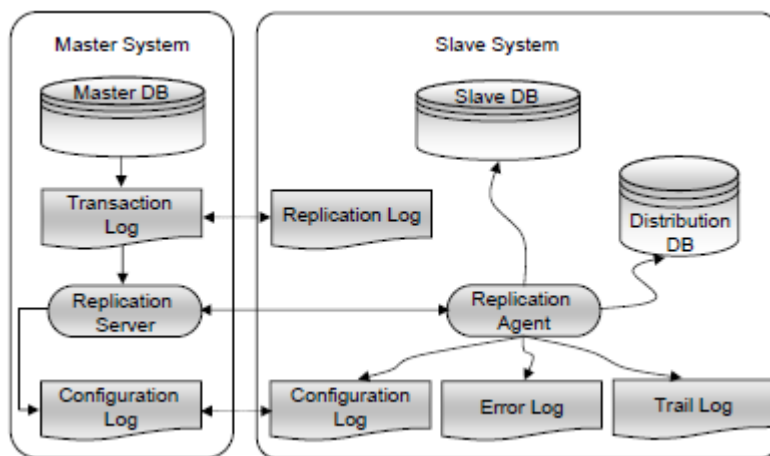 Master System
Slave System
Master DB
Slave DB
Distribution
DB
Transaction
Log
Replication Log
Replication
Server
Replication
Agent
Configuration
Log
Configuration
Log
Error Log
Trail Log